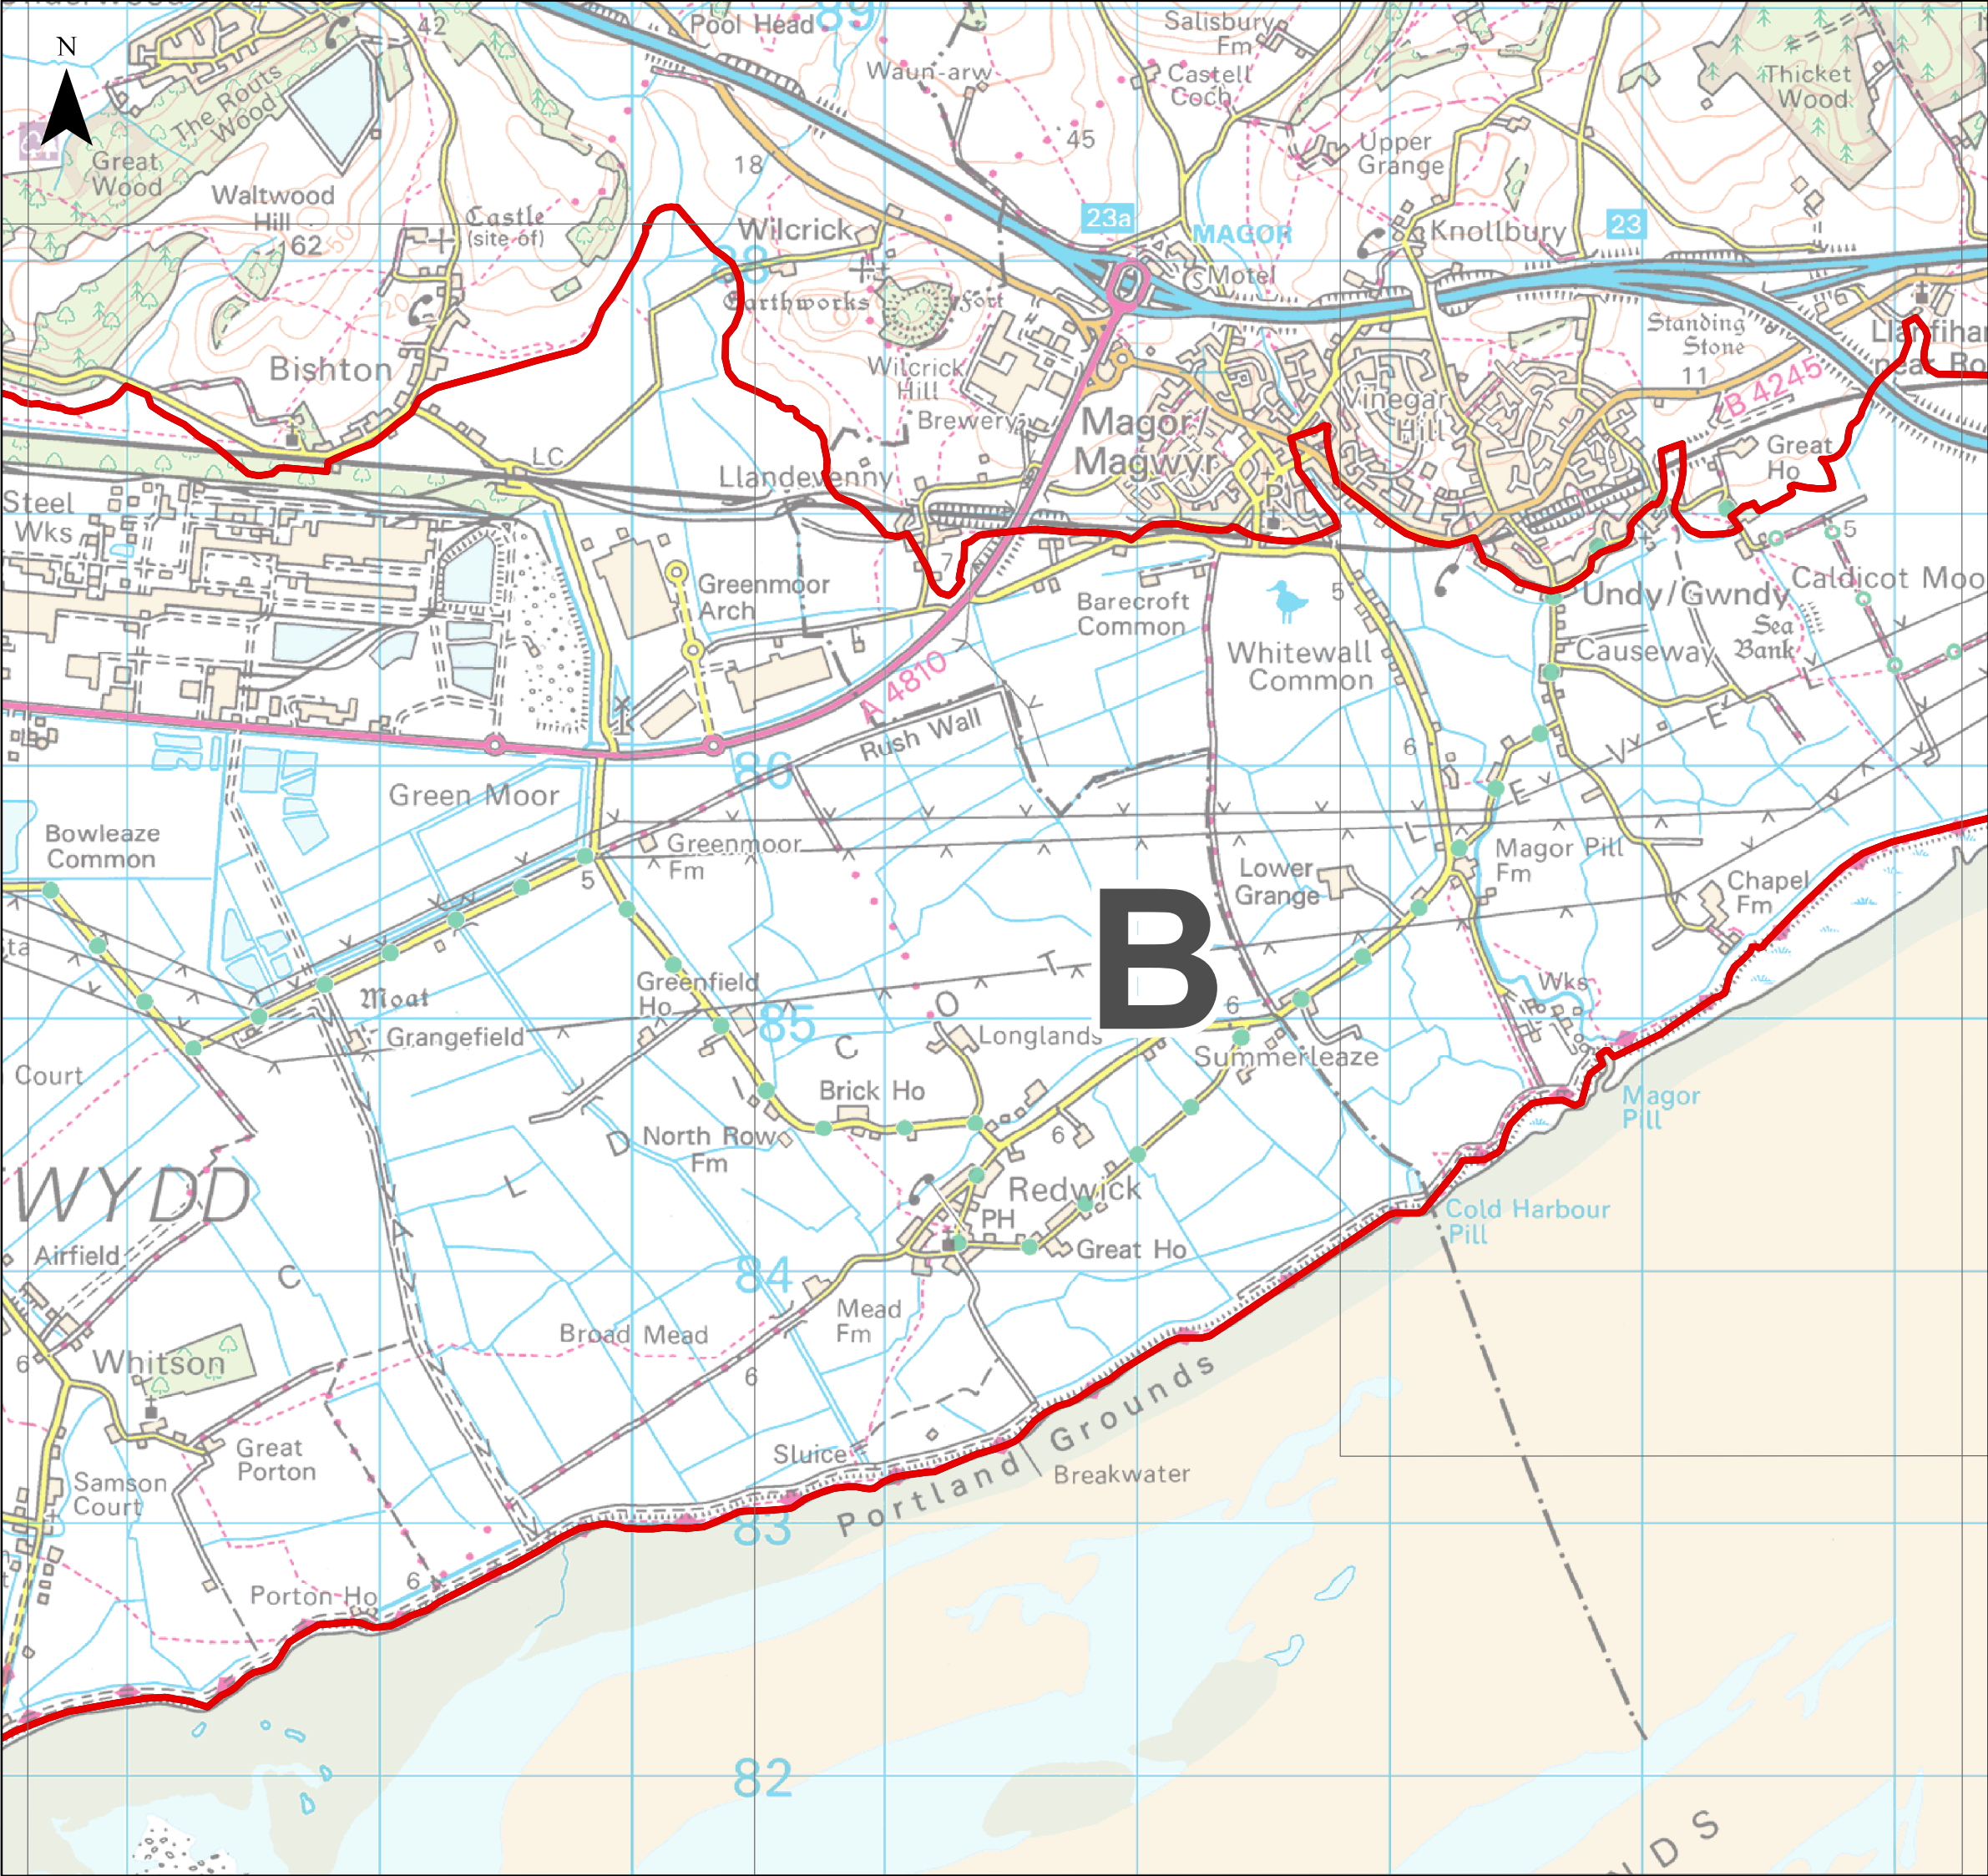 N
42
Pool Head
89
Salisbury
Fm
Waun-arw
Castell
Coch
Thicket
Wood
The Routs
Wood
Great
Wood
18
45
Upper
Grange
Waltwood
Hill
162
Castle
(site of)
Wilcrick
23a
MAGOR
Knollbury
23
88
Motel
Earthworks
Fort
Standing
Stone
11
Bishton
Wilcrick
Hill
Brewery
Magor/
Magwyr
Vinegar
Hill
B 4245
Great
Ho
LC
Llandevenny
P
Steel
Wks
7
5
Greenmoor
Arch
Barecroft
Common
5
Undy/Gwndy
Caldicot Moo
Sea
Bank
Whitewall
Common
Causeway
A 4810
Rush Wall
6
L E V E L
86
Green Moor
Bowleaze
Common
Greenmoor
Fm
5
Lower
Grange
Magor Pill
Fm
Chapel
Fm
B
Moat
Greenfield
Ho
Wks
Grangefield
85
Longlands
6
Summerleaze
Court
C A L D I C O T
Brick Ho
Magor
Pill
North Row
Fm
6
WYDD
Redwick
PH
Cold Harbour
Pill
Airfield
84
Great Ho
Mead
Fm
Broad Mead
6
Whitson
6
Portland Grounds
Great
Porton
Sluice
Breakwater
Samson
Court
83
Porton Ho
6
82
N D S